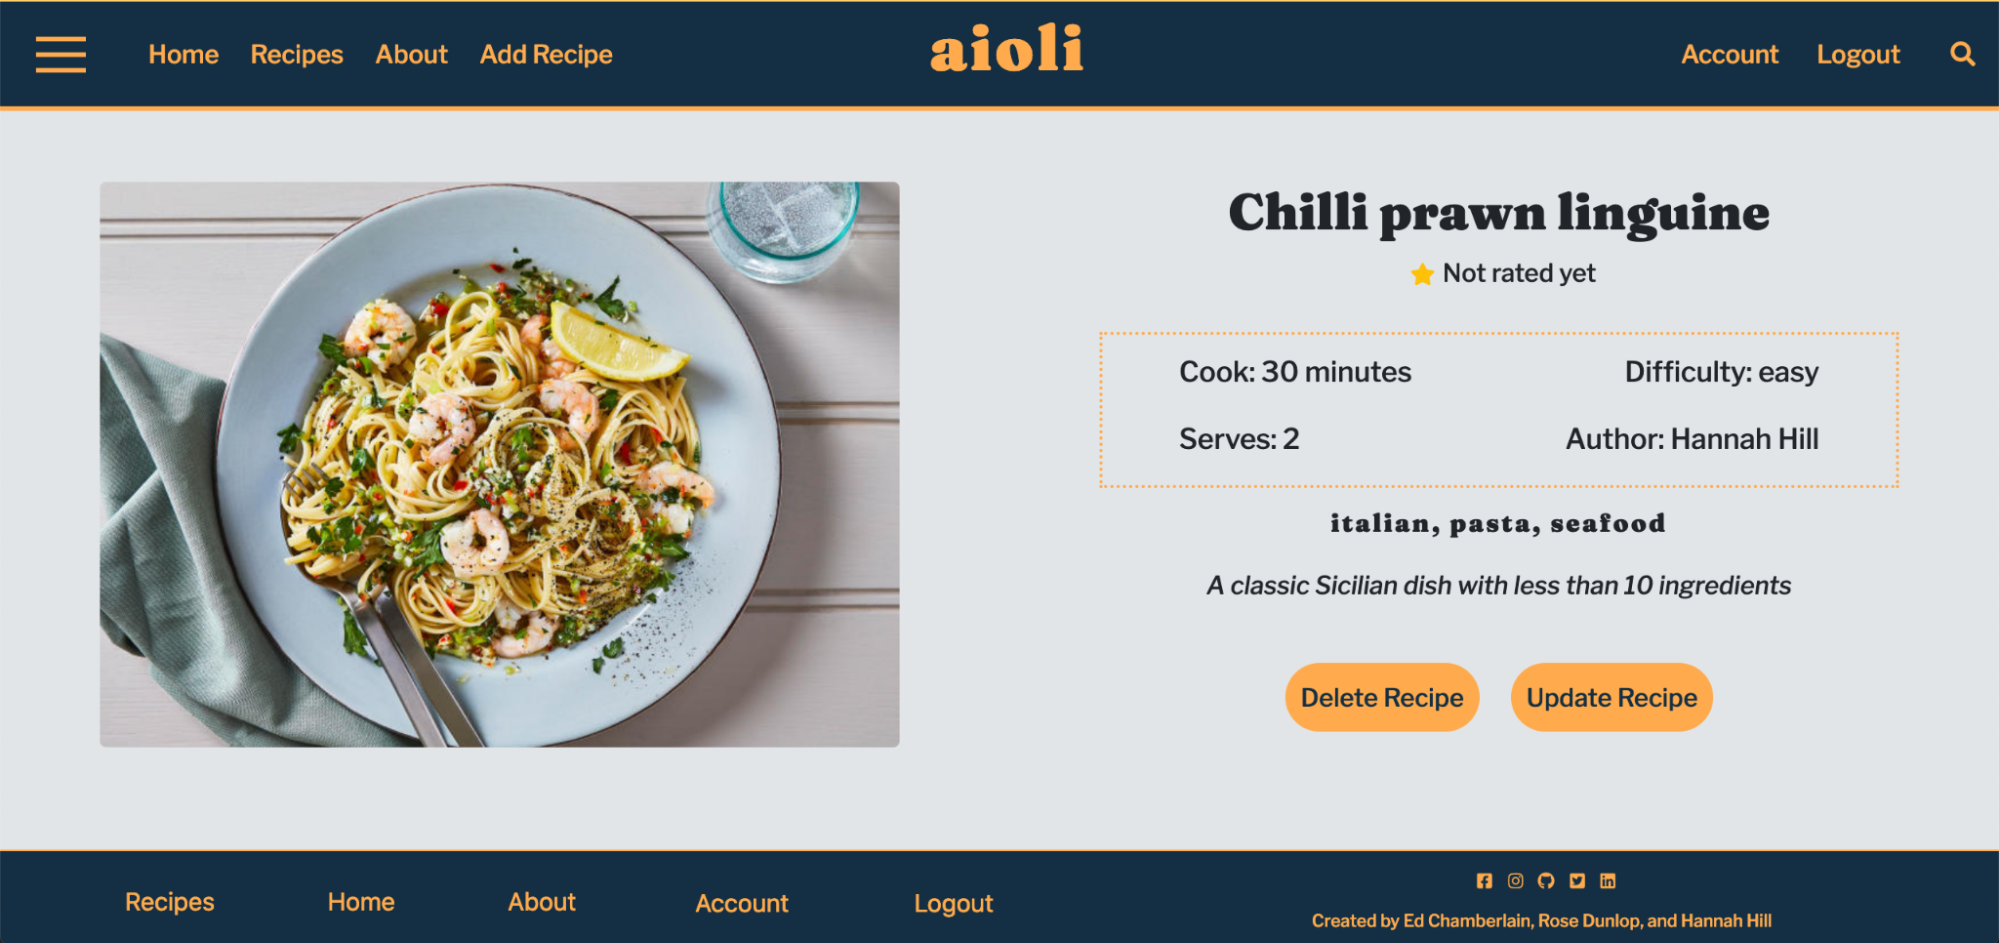 Home Recipes About Add Recipe aioli Account Logout
Chilli prawn linguine
Not rated yet
Cook: 30 minutes Difficulty: easy
Serves: 2 Author: Hannah Hill
italian, pasta, seafood
A classic Sicilian dish with less than 10 ingredients
Delete Recipe Update Recipe
Recipes Home About Account Logout
Created by Ed Chamberlain, Rose Dunlop, and Hannah Hill